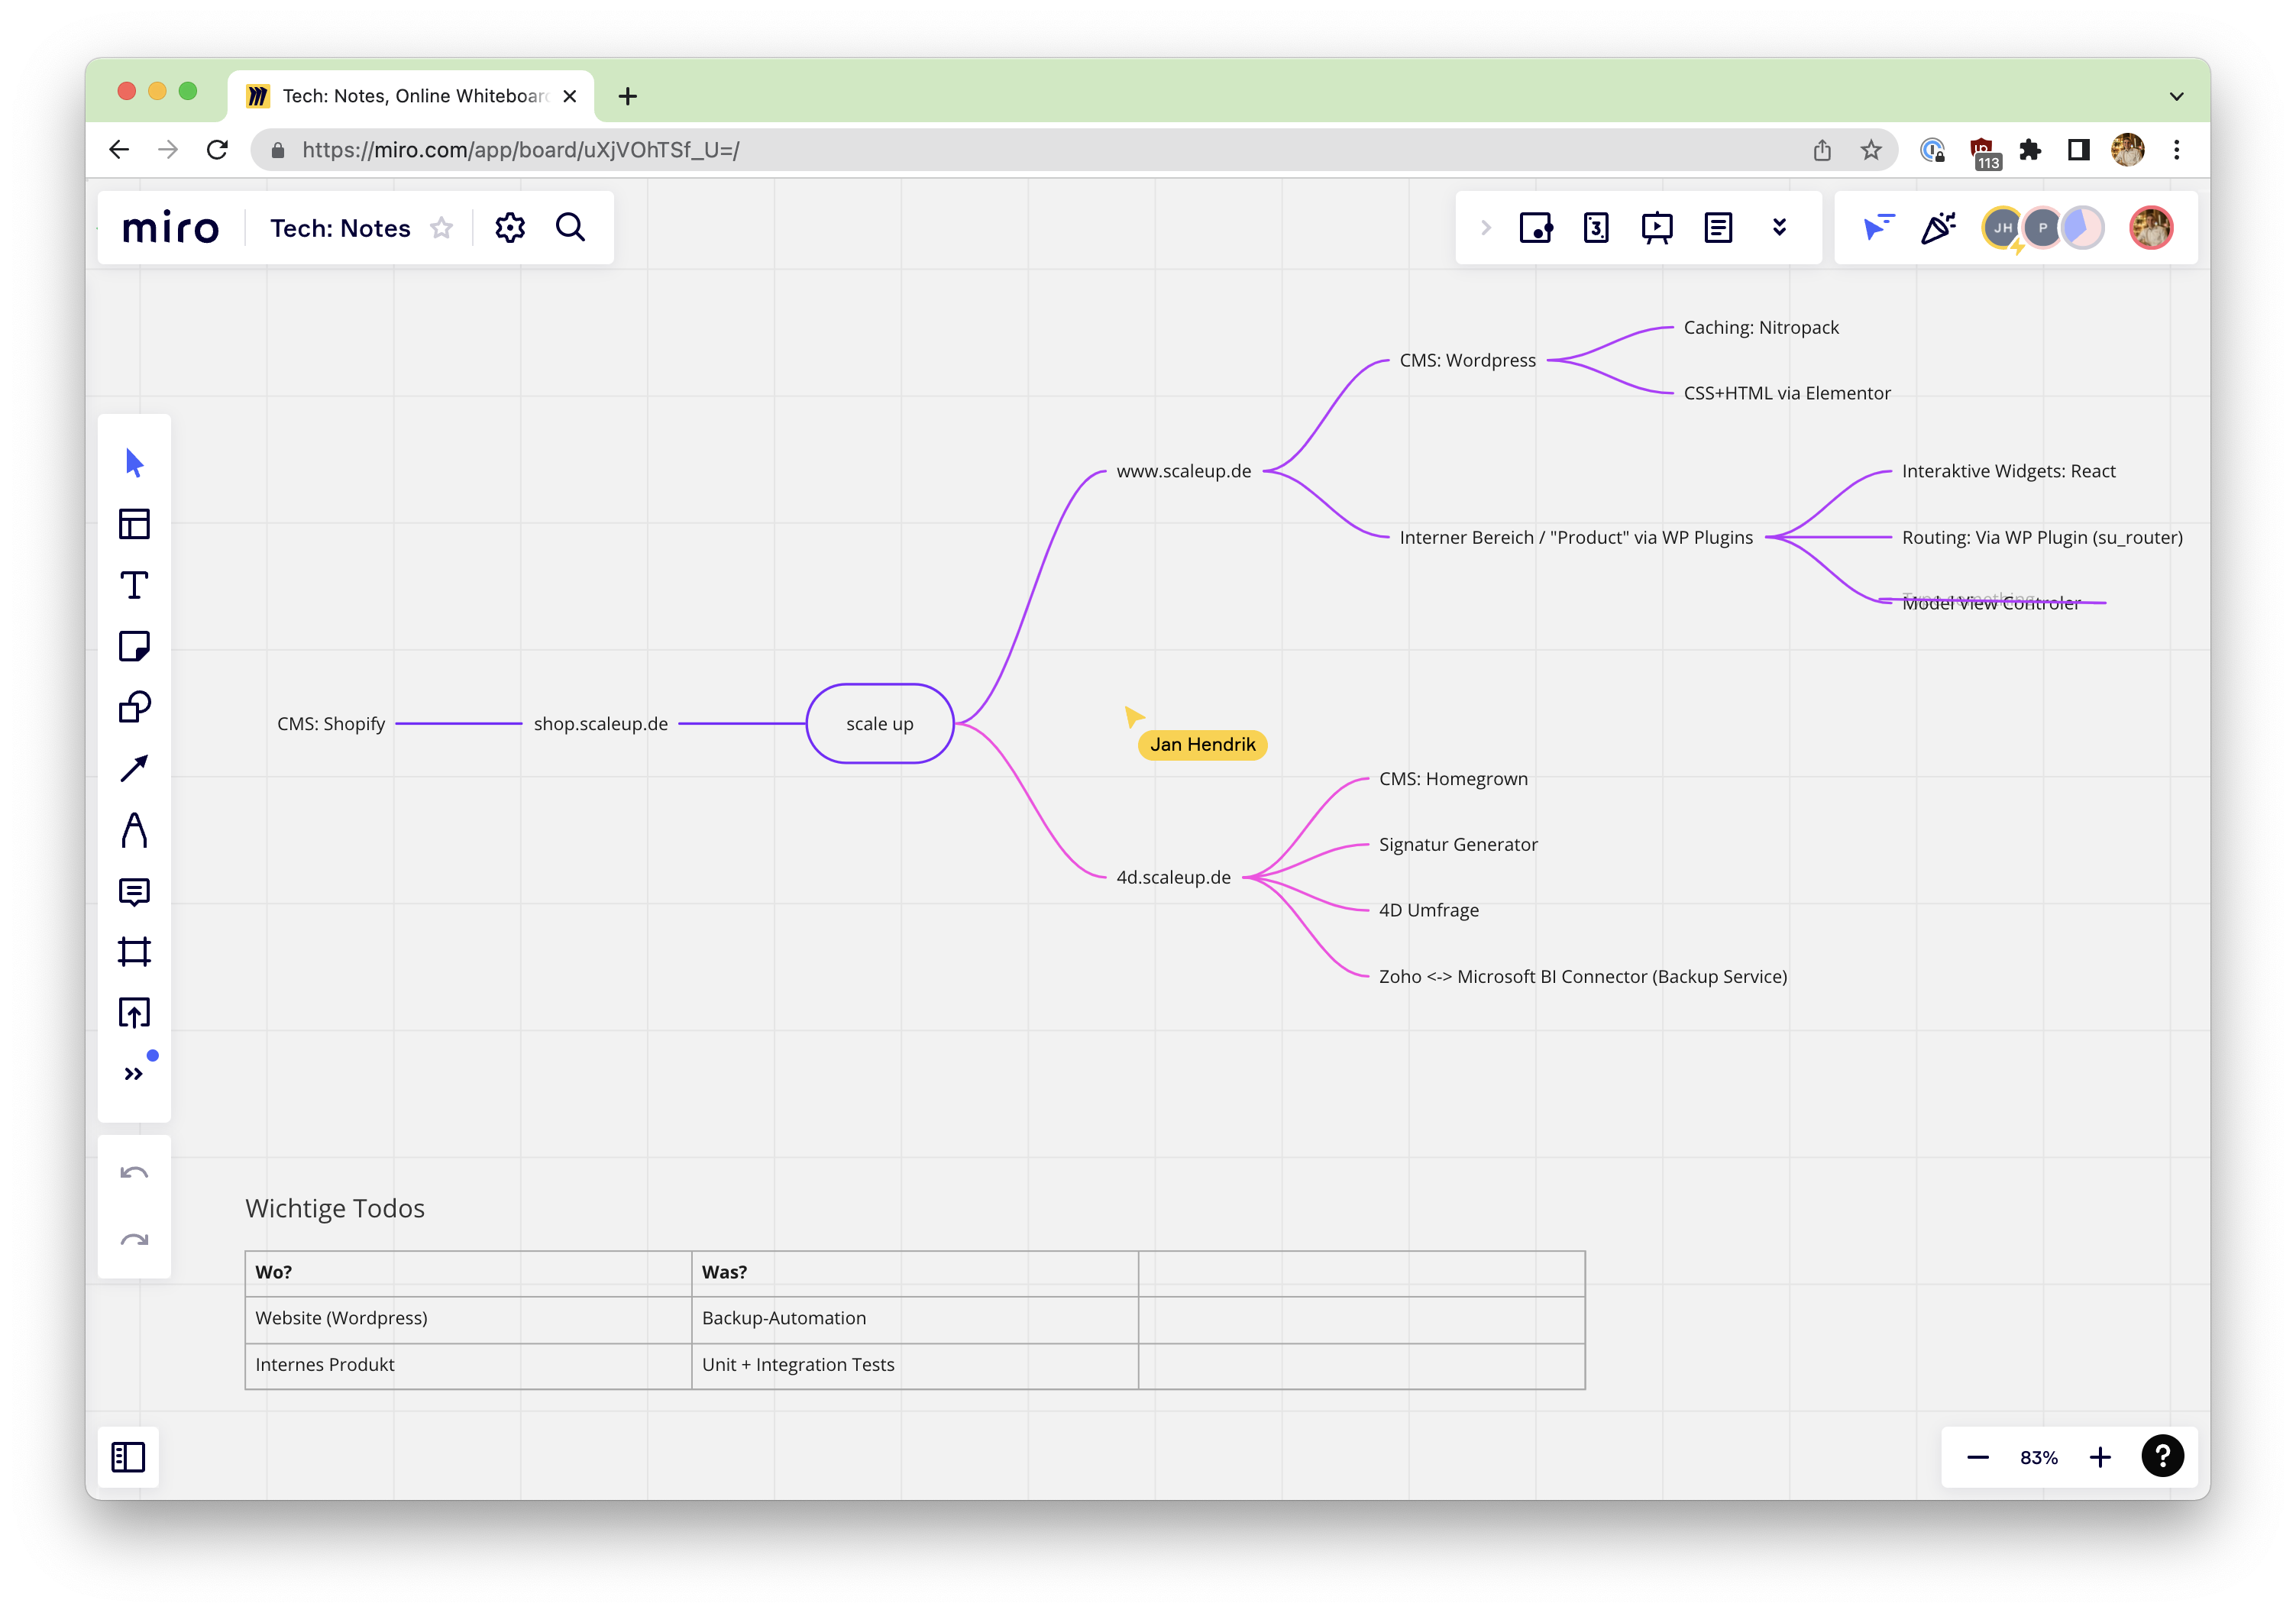 Tech: Notes, Online Whiteboard
https://miro.com/app/board/uXjVOhTSf_U=/
113
miro
Tech: Notes
3
JH
P
Caching: Nitropack
CMS: Wordpress
CSS+HTML via Elementor
www.scaleup.de
Interaktive Widgets: React
Interner Bereich / "Product" via WP Plugins
Routing: Via WP Plugin (su_router)
Type something
Model View Controler
CMS: Shopify
shop.scaleup.de
scale up
Jan Hendrik
CMS: Homegrown
Signatur Generator
4d.scaleup.de
4D Umfrage
Zoho <-> Microsoft BI Connector (Backup Service)
Wichtige Todos
Wo? Was?
Website (Wordpress) Backup-Automation
Internes Produkt Unit + Integration Tests
83%
?